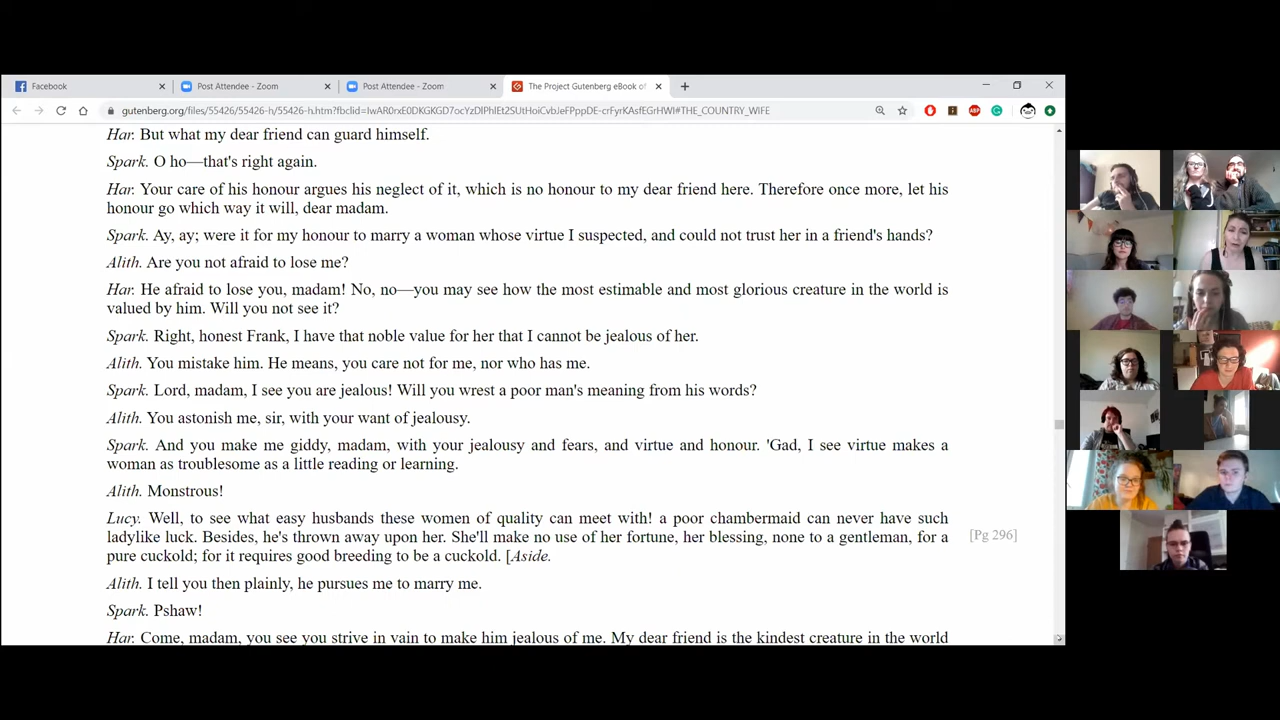 Facebook
Post Attendee - Zoom
Post Attendee - Zoom
The Project Gutenberg eBook of
Har. But what my dear friend can guard himself.
Spark. O ho—that's right again.
Har. Your care of his honour argues his neglect of it, which is no honour to my dear friend here. Therefore once more, let his
honour go which way it will, dear madam.
Spark. Ay, ay; were it for my honour to marry a woman whose virtue I suspected, and could not trust her in a friend's hands?
Alith. Are you not afraid to lose me?
Har. He afraid to lose you, madam! No, no—you may see how the most estimable and most glorious creature in the world is
valued by him. Will you not see it?
Spark. Right, honest Frank, I have that noble value for her that I cannot be jealous of her.
Alith. You mistake him. He means, you care not for me, nor who has me.
Spark. Lord, madam, I see you are jealous! Will you wrest a poor man's meaning from his words?
Alith. You astonish me, sir, with your want of jealousy.
Spark. And you make me giddy, madam, with your jealousy and fears, and virtue and honour. 'Gad, I see virtue makes a
woman as troublesome as a little reading or learning.
Alith. Monstrous!
Lucy. Well, to see what easy husbands these women of quality can meet with! a poor chambermaid can never have such
ladylike luck. Besides, he's thrown away upon her. She'll make no use of her fortune, her blessing, none to a gentleman, for a
[Pg 296]
pure cuckold; for it requires good breeding to be a cuckold. [Aside.
Alith. I tell you then plainly, he pursues me to marry me.
Spark. Pshaw!
Har. Come, madam, you see you strive in vain to make him jealous of me. My dear friend is the kindest creature in the world